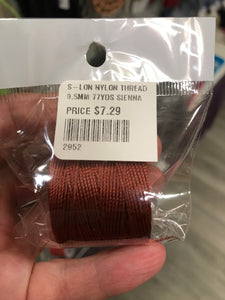 S-LON NYLON THREAD
0.5MM 77YDS SIENNA
PRICE $7.29
2952